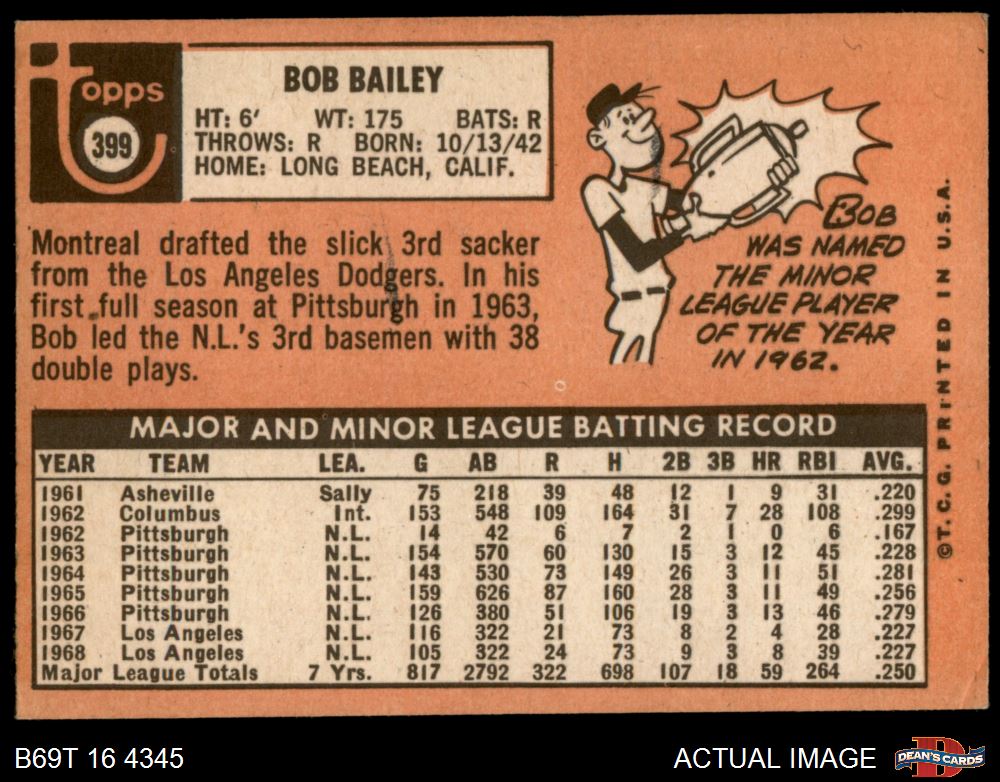 Topps
399
BOB BAILEY
HT: 6' WT: 175 BATS: R
THROWS: R BORN: 10/13/42
HOME: LONG BEACH, CALIF.
Montreal drafted the slick 3rd sacker
from the Los Angeles Dodgers. In his
first full season at Pittsburgh in 1963,
Bob led the N.L.'s 3rd basemen with 38
double plays.
BOB
WAS NAMED
THE MINOR
LEAGUE PLAYER
OF THE YEAR
IN 1962.
©T.C.G. PRINTED IN U.S.A.
MAJOR AND MINOR LEAGUE BATTING RECORD
YEAR TEAM LEA. G AB R H 2B 3B HR RBI AVG.
1961 Asheville Sally 75 218 39 48 12 1 9 31 .220
1962 Columbus Int. 153 548 109 164 31 7 28 108 .299
1962 Pittsburgh N.L. 14 42 6 7 2 1 0 6 .167
1963 Pittsburgh N.L. 154 570 60 130 15 3 12 45 .228
1964 Pittsburgh N.L. 143 530 73 149 26 3 11 51 .281
1965 Pittsburgh N.L. 159 626 87 160 28 3 11 49 .256
1966 Pittsburgh N.L. 126 380 51 106 19 3 13 46 .279
1967 Los Angeles N.L. 116 322 21 73 8 2 4 28 .227
1968 Los Angeles N.L. 105 322 24 73 9 3 8 39 .227
Major League Totals 7 Yrs. 817 2792 322 698 107 18 59 264 .250
B69T 16 4345
ACTUAL IMAGE
D
DEAN'S CARDS